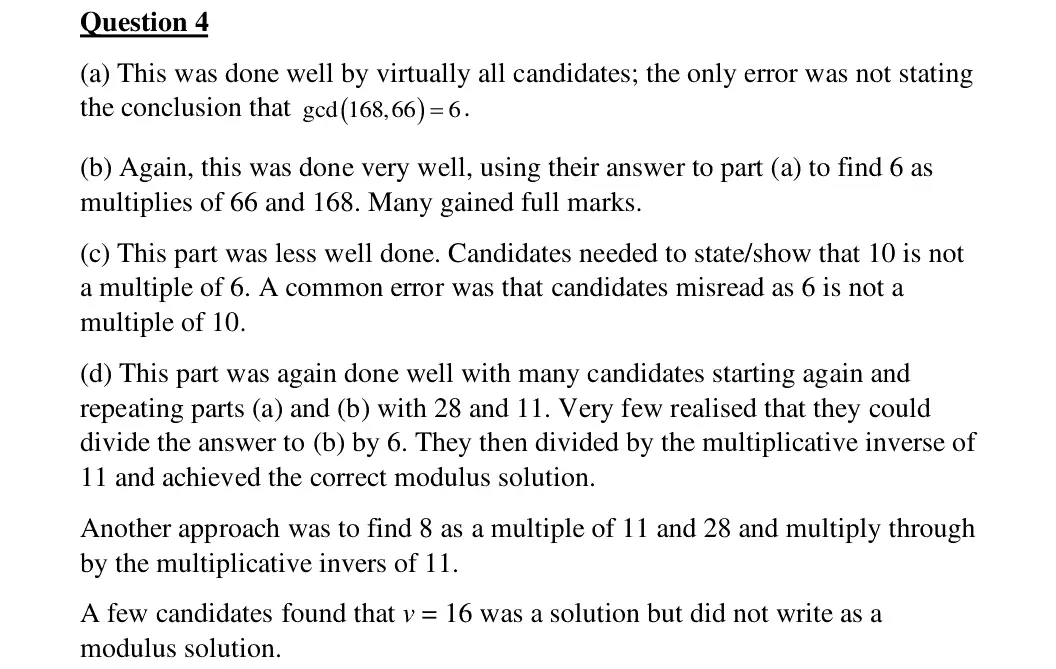 Question 4
(a) This was done well by virtually all candidates; the only error was not stating
the conclusion that gcd(168,66)=6.
(b) Again, this was done very well, using their answer to part (a) to find 6 as
multiplies of 66 and 168. Many gained full marks.
(c) This part was less well done. Candidates needed to state/show that 10 is not
a multiple of 6. A common error was that candidates misread as 6 is not a
multiple of 10.
(d) This part was again done well with many candidates starting again and
repeating parts (a) and (b) with 28 and 11. Very few realised that they could
divide the answer to (b) by 6. They then divided by the multiplicative inverse of
11 and achieved the correct modulus solution.
Another approach was to find 8 as a multiple of 11 and 28 and multiply through
by the multiplicative invers of 11.
A few candidates found that v = 16 was a solution but did not write as a
modulus solution.